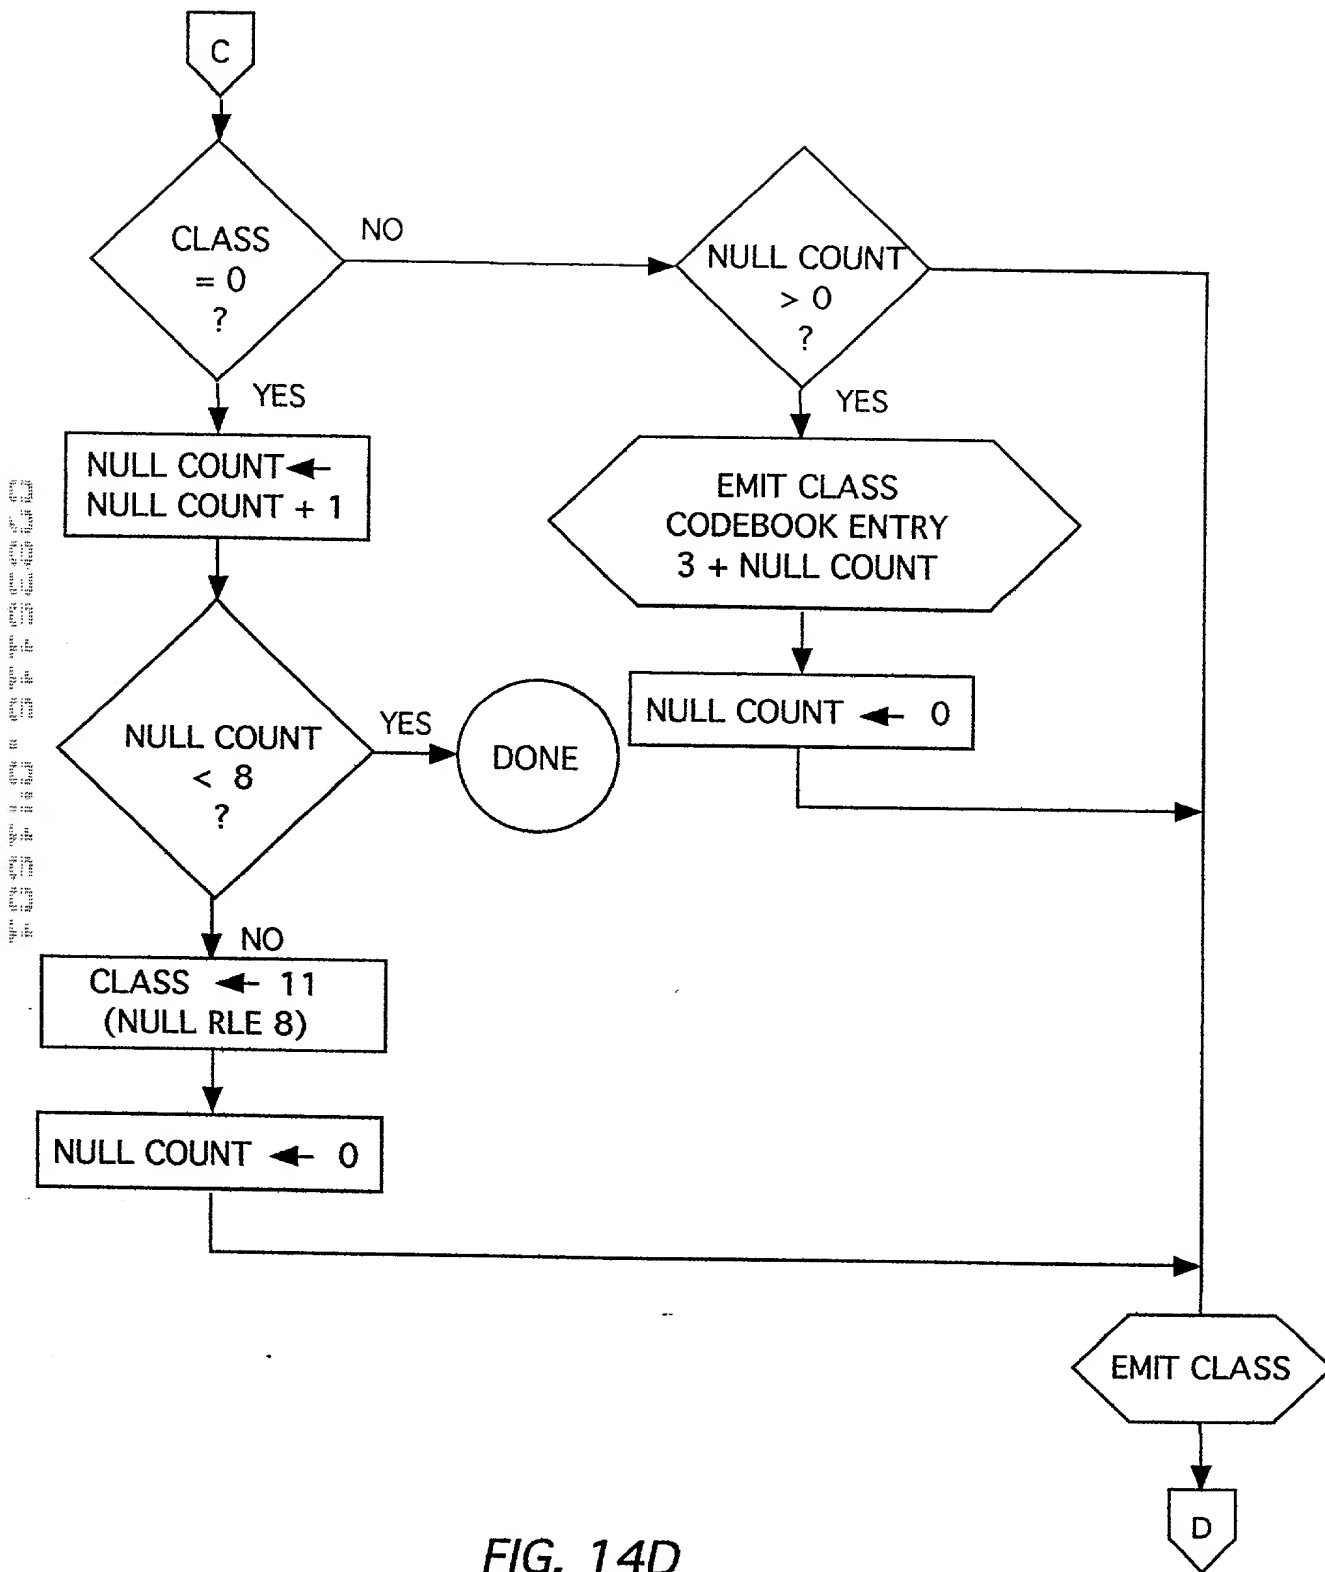 C
CLASS
= 0
?
NO
NULL COUNT
> 0
?
YES
YES
NULL COUNT ←
NULL COUNT + 1
EMIT CLASS
CODEBOOK ENTRY
3 + NULL COUNT
NULL COUNT
< 8
?
YES
DONE
NULL COUNT ← 0
NO
CLASS ← 11
(NULL RLE 8)
NULL COUNT ← 0
EMIT CLASS
D
FIG. 14D